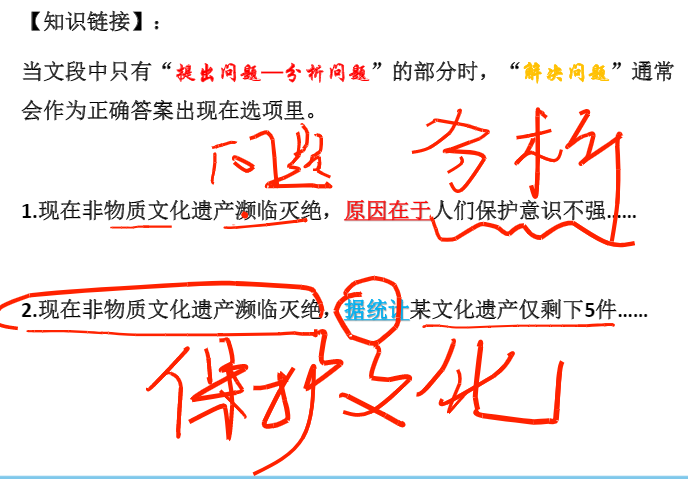 【知识链接】:
当文段中只有“提出问题—分析问题”的部分时，“解决问题”通常
会作为正确答案出现在选项里。
问题 分析
1.现在非物质文化遗产濒临灭绝，原因在于人们保护意识不强……
2.现在非物质文化遗产濒临灭绝，据统计某文化遗产仅剩下5件……
保护文化